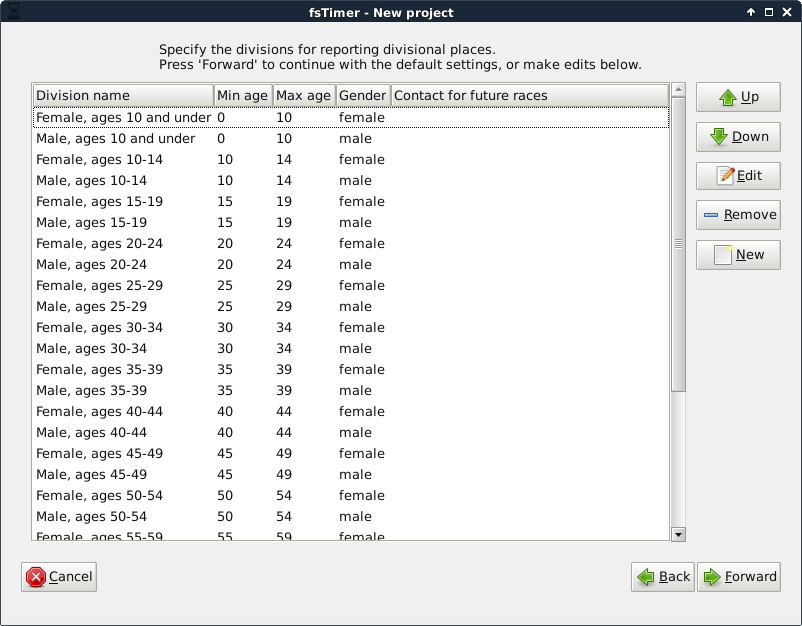 fsTimer - New project
Specify the divisions for reporting divisional places.
Press 'Forward' to continue with the default settings, or make edits below.
Division name Min age Max age Gender Contact for future races
Female, ages 10 and under 0 10 female
Male, ages 10 and under 0 10 male
Female, ages 10-14 10 14 female
Male, ages 10-14 10 14 male
Female, ages 15-19 15 19 female
Male, ages 15-19 15 19 male
Female, ages 20-24 20 24 female
Male, ages 20-24 20 24 male
Female, ages 25-29 25 29 female
Male, ages 25-29 25 29 male
Female, ages 30-34 30 34 female
Male, ages 30-34 30 34 male
Female, ages 35-39 35 39 female
Male, ages 35-39 35 39 male
Female, ages 40-44 40 44 female
Male, ages 40-44 40 44 male
Female, ages 45-49 45 49 female
Male, ages 45-49 45 49 male
Female, ages 50-54 50 54 female
Male, ages 50-54 50 54 male
Female, ages 55-59 55 59 female
Up
Down
Edit
Remove
New
Cancel
Back
Forward